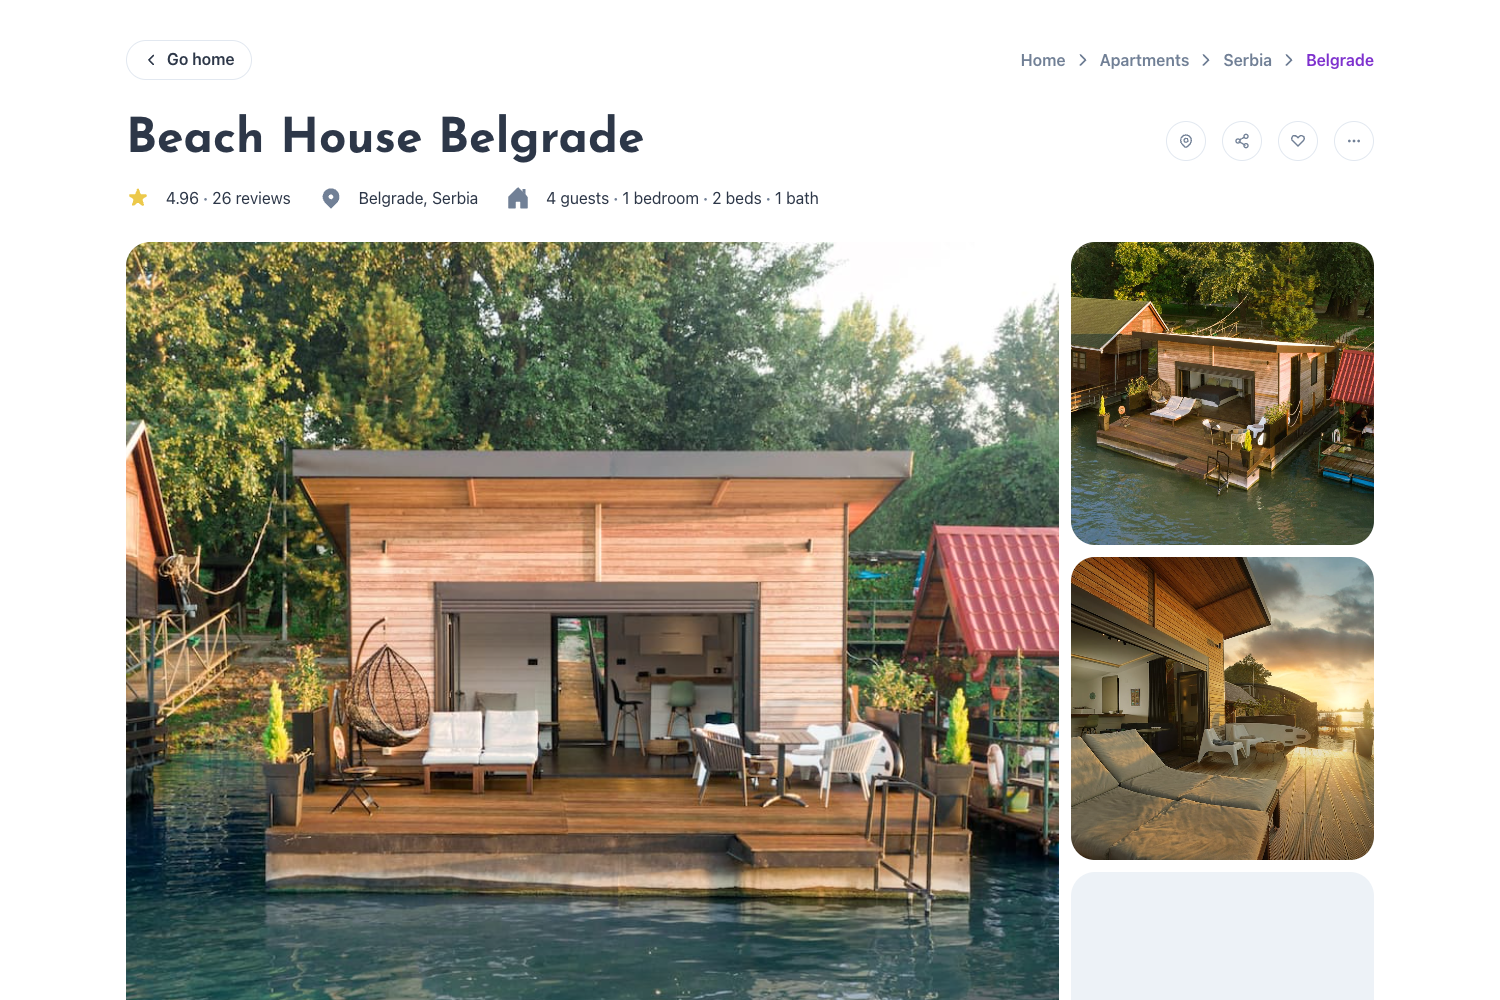 Go home
Home > Apartments > Serbia > Belgrade
Beach House Belgrade
4.96 · 26 reviews
Belgrade, Serbia
4 guests · 1 bedroom · 2 beds · 1 bath